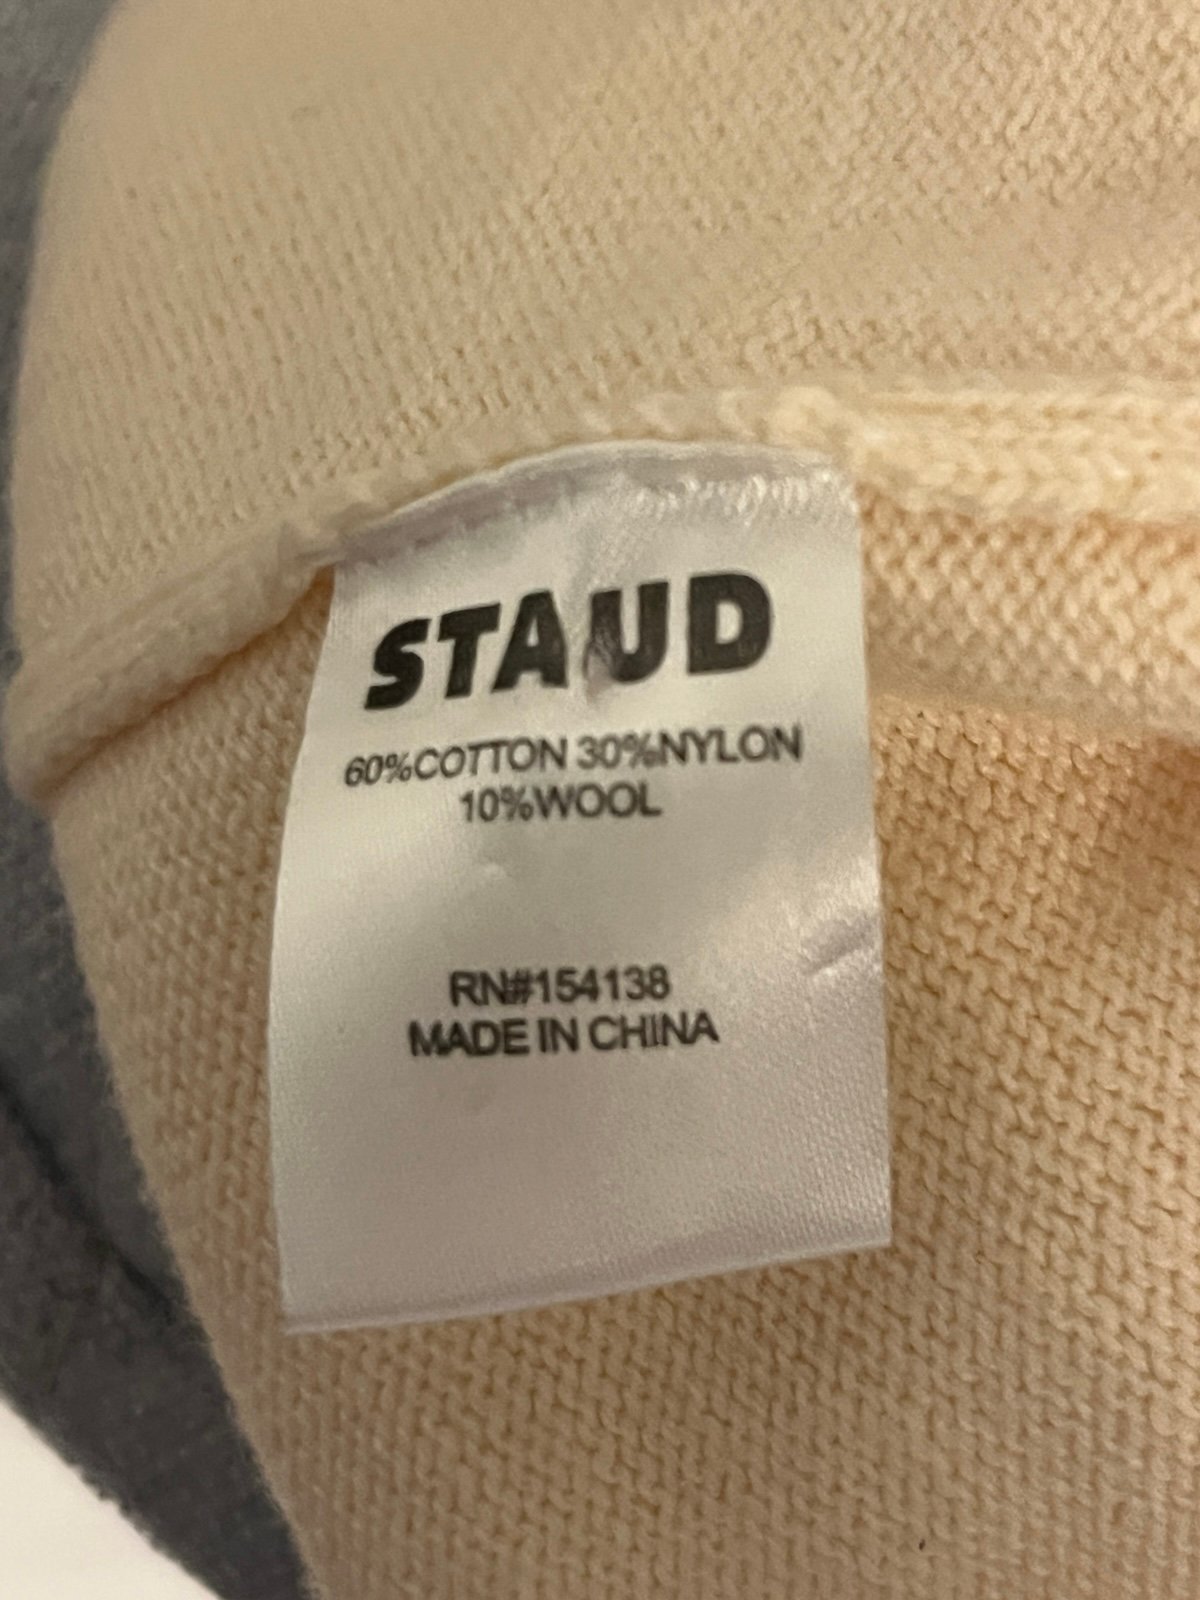 STAUD
60%COTTON 30%NYLON
10%WOOL
RN#154138
MADE IN CHINA